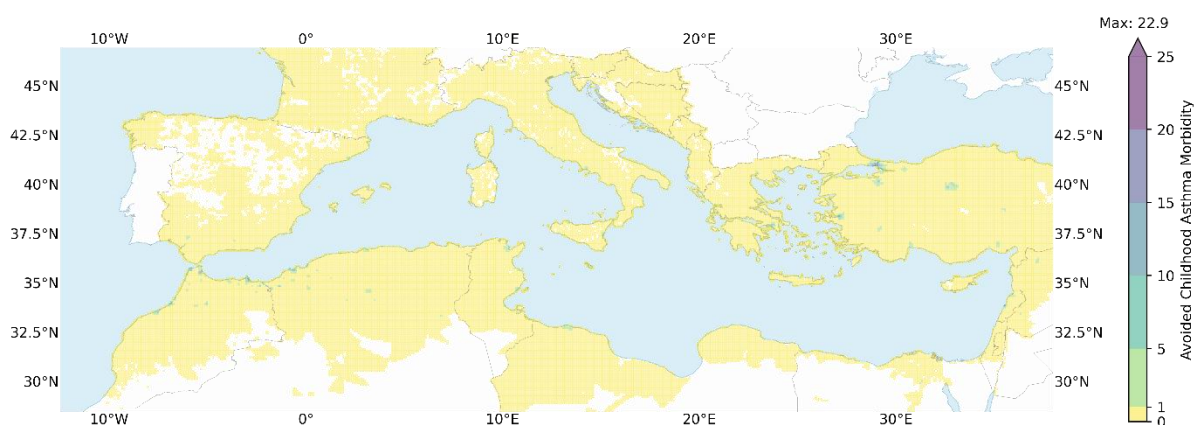 Max: 22.9
10°W 0° 10°E 20°E 30°E
45°N 45°N
42.5°N 42.5°N
40°N 40°N
37.5°N 37.5°N
35°N 35°N
32.5°N 32.5°N
30°N 30°N
10°W 0° 10°E 20°E 30°E
25
20
15
10
5
1
0
Avoided Childhood Asthma Morbidity